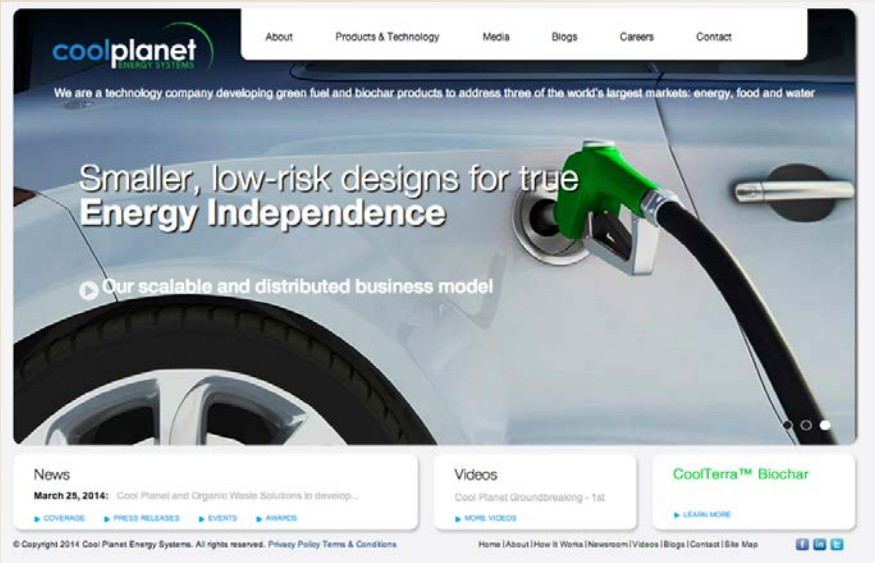 coolplanet
ENERGY SYSTEMS
About Products & Technology Media Blogs Careers Contact
We are a technology company developing green fuel and biochar products to address three of the world's largest markets: energy, food and water
Smaller, low-risk designs for true
Energy Independence
Our scalable and distributed business model
News
March 25, 2014: Cool Planet and Organic Waste Solutions to develop...
COVERAGE PRESS RELEASES EVENTS AWARDS
Videos
Cool Planet Groundbreaking - 1st
MORE VIDEOS
CoolTerra™ Biochar
LEARN MORE
© Copyright 2014 Cool Planet Energy Systems. All rights reserved. Privacy Policy Terms & Conditions
Home | About | How It Works | Newsroom | Videos | Blogs | Contact | Site Map
f in t